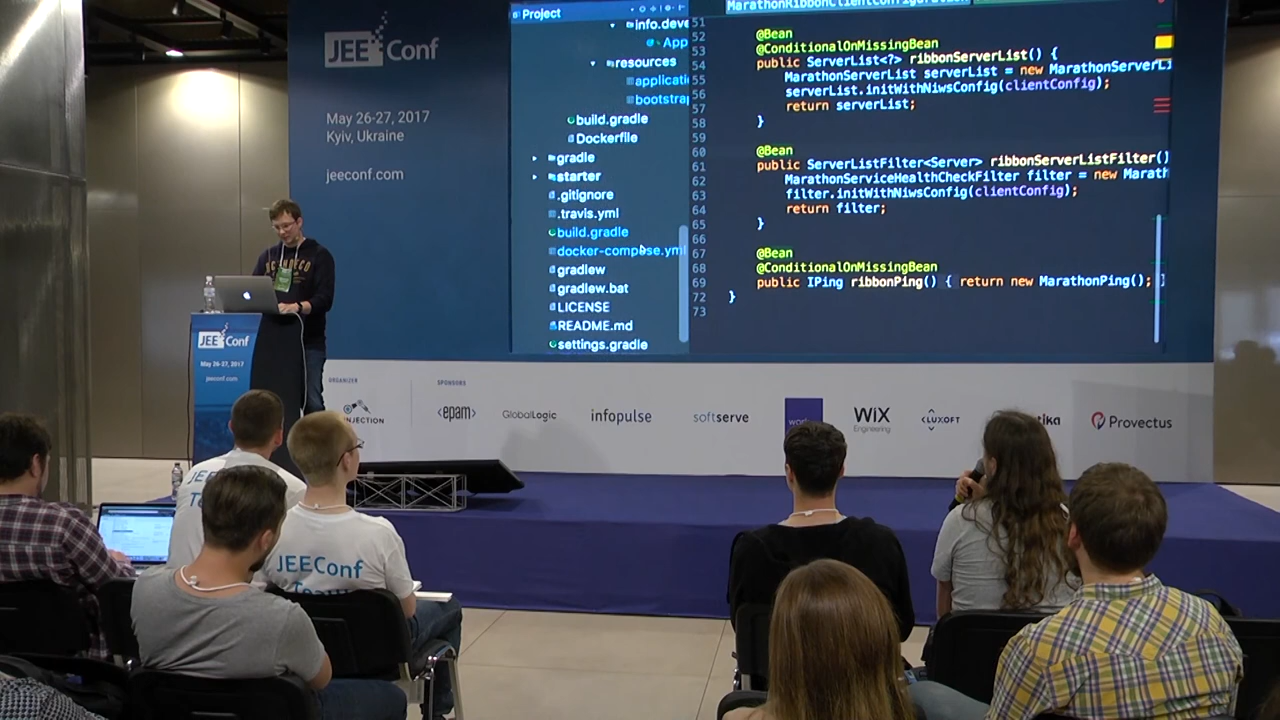 JEE Conf
May 26-27, 2017
Kyiv, Ukraine
jeeconf.com
Project
info.deve
App
resources
applicati
bootstrap
build.gradle
Dockerfile
gradle
starter
.gitignore
.travis.yml
build.gradle
docker-compose.yml
gradlew
gradlew.bat
LICENSE
README.md
settings.gradle
51
52 @Bean
53 @ConditionalOnMissingBean
54 public ServerList<?> ribbonServerList() {
55 MarathonServerList serverList = new MarathonServerLi
56 serverList.initWithNiwsConfig(clientConfig);
57 return serverList;
58 }
59
60 @Bean
61 public ServerListFilter<Server> ribbonServerListFilter()
62 MarathonServiceHealthCheckFilter filter = new Marath
63 filter.initWithNiwsConfig(clientConfig);
64 return filter;
65 }
66
67 @Bean
68 @ConditionalOnMissingBean
69 public IPing ribbonPing() { return new MarathonPing(); }
72 }
73
JEE Conf
May 26-27, 2017
jeeconf.com
ORGANIZER
SPONSORS
INJECTION
<epam>
GlobalLogic
infopulse
softserve
WiX
Engineering
LUXOFT
Provectus
JEEConf
Team